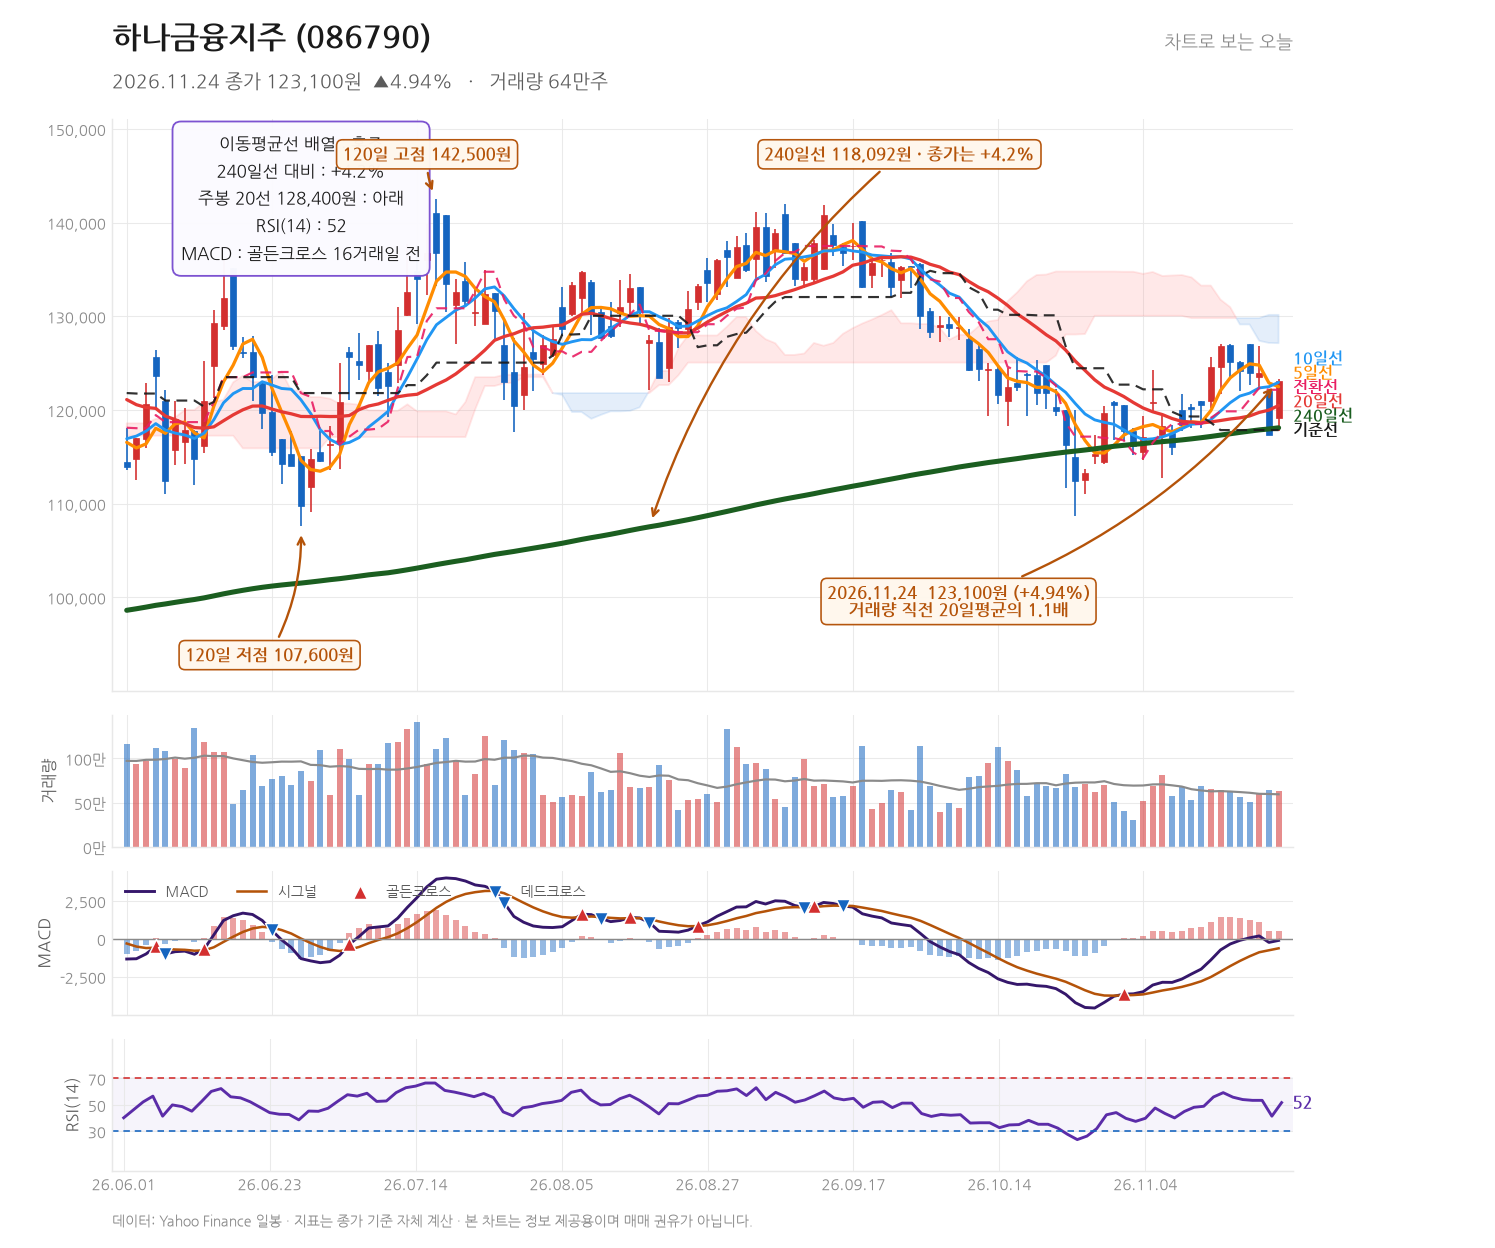 하나금융지주 (086790)
차트로 보는 오늘
2026.11.24 종가 123,100원 ▲4.94% · 거래량 64만주
150,000
140,000
130,000
120,000
110,000
100,000
이동평균선 배열
240일선 대비 : +4.2%
주봉 20선 128,400원 : 아래
RSI(14) : 52
MACD : 골든크로스 16거래일 전
120일 고점 142,500원
240일선 118,092원 · 종가는 +4.2%
10일선
5일선
전환선
20일선
240일선
기준선
2026.11.24 123,100원 (+4.94%)
거래량 직전 20일평균의 1.1배
120일 저점 107,600원
거래량
100만
50만
0만
MACD
MACD
시그널
골든크로스
데드크로스
2,500
0
-2,500
RSI(14)
70
50
30
52
26.06.01
26.06.23
26.07.14
26.08.05
26.08.27
26.09.17
26.10.14
26.11.04
데이터: Yahoo Finance 일봉 · 지표는 종가 기준 자체 계산 · 본 차트는 정보 제공용이며 매매 권유가 아닙니다.